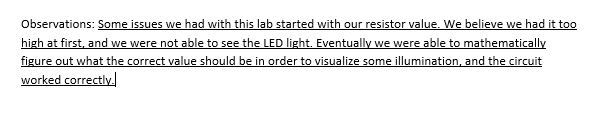 Observations: Some issues we had with this lab started with our resistor value. We believe we had it too
high at first, and we were not able to see the LED light. Eventually we were able to mathematically
figure out what the correct value should be in order to visualize some illumination, and the circuit
worked correctly.